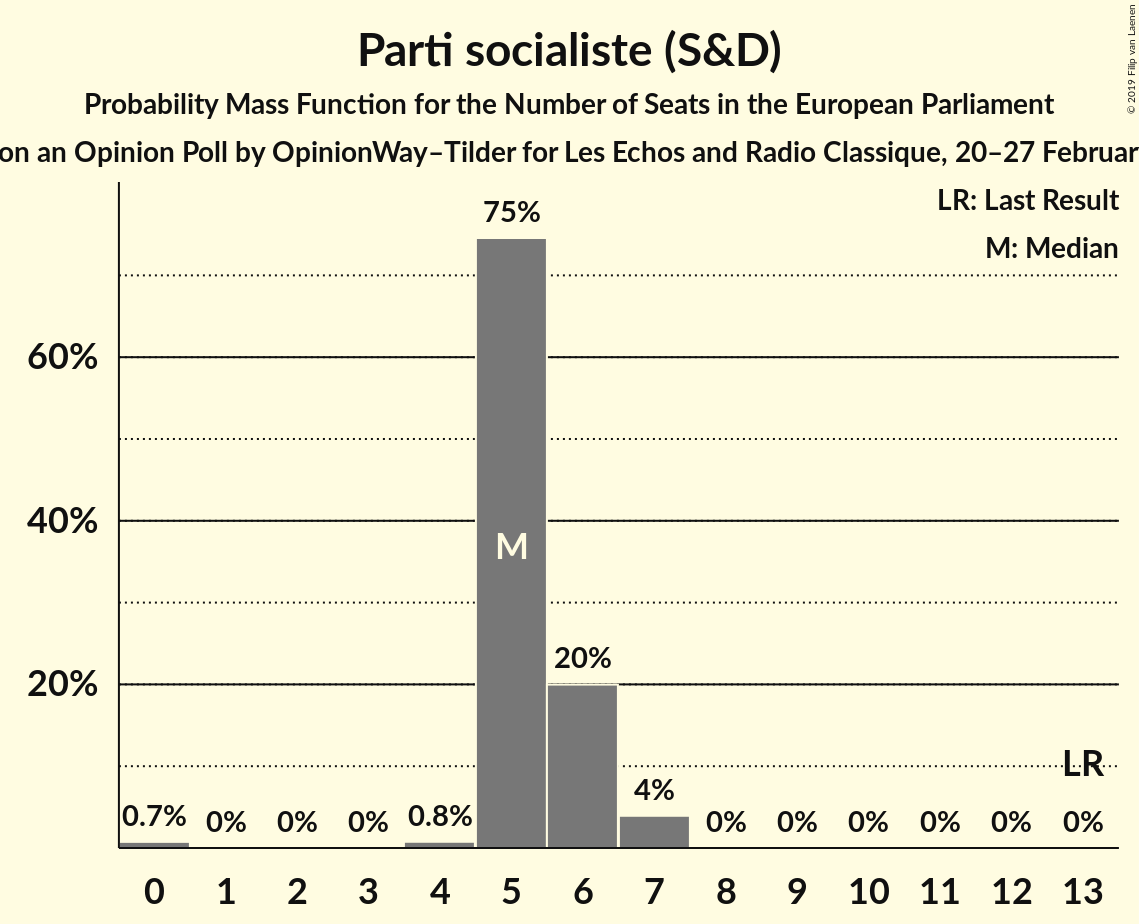 Parti socialiste (S&D)
Probability Mass Function for the Number of Seats in the European Parliament
on an Opinion Poll by OpinionWay–Tilder for Les Echos and Radio Classique, 20–27 Februar
© 2019 Filip van Laenen
LR: Last Result
M: Median
75%
60%
40%
M
20%
20%
LR
4%
0.7% 0% 0% 0% 0.8% 0% 0% 0% 0% 0% 0%
0 1 2 3 4 5 6 7 8 9 10 11 12 13